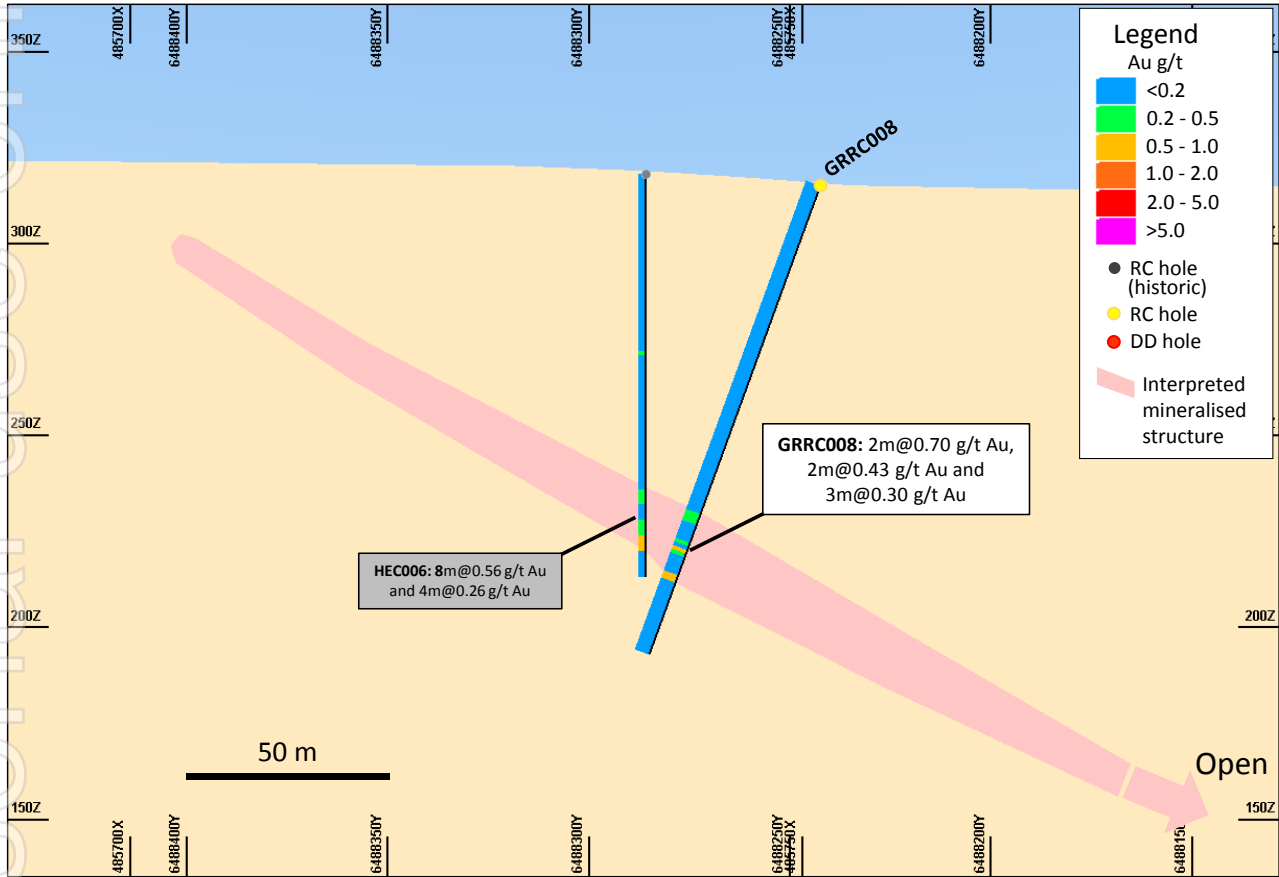 485700X
6488400Y
6488350Y
6488300Y
6488250Y
485750X
6488200Y
350Z
300Z
250Z
200Z
150Z
200Z
150Z
Legend
Au g/t
<0.2
0.2 - 0.5
0.5 - 1.0
1.0 - 2.0
2.0 - 5.0
>5.0
RC hole
(historic)
RC hole
DD hole
Interpreted
mineralised
structure
GRRC008
GRRC008: 2m@0.70 g/t Au,
2m@0.43 g/t Au and
3m@0.30 g/t Au
HEC006: 8m@0.56 g/t Au
and 4m@0.26 g/t Au
50 m
Open
485700X
6488400Y
6488350Y
6488300Y
6488250Y
485750X
6488200Y